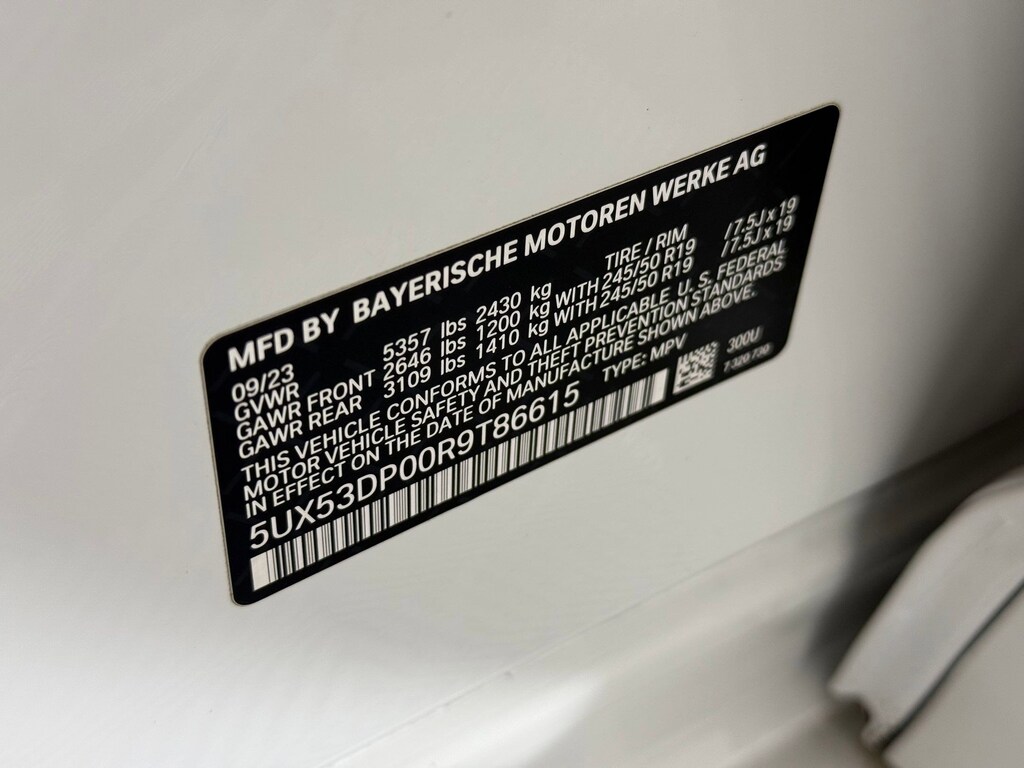 MFD BY BAYERISCHE MOTOREN WERKE AG
09/23 TIRE / RIM
GVWR 5357 lbs 2430 kg
GAWR FRONT 2646 lbs 1200 kg WITH 245/50 R19 /7.5J x 19
GAWR REAR 3109 lbs 1410 kg WITH 245/50 R19 /7.5J x 19
THIS VEHICLE CONFORMS TO ALL APPLICABLE U. S. FEDERAL
MOTOR VEHICLE SAFETY AND THEFT PREVENTION STANDARDS
IN EFFECT ON THE DATE OF MANUFACTURE SHOWN ABOVE.
5UX53DP00R9T86615 TYPE: MPV
300U
7 320 730